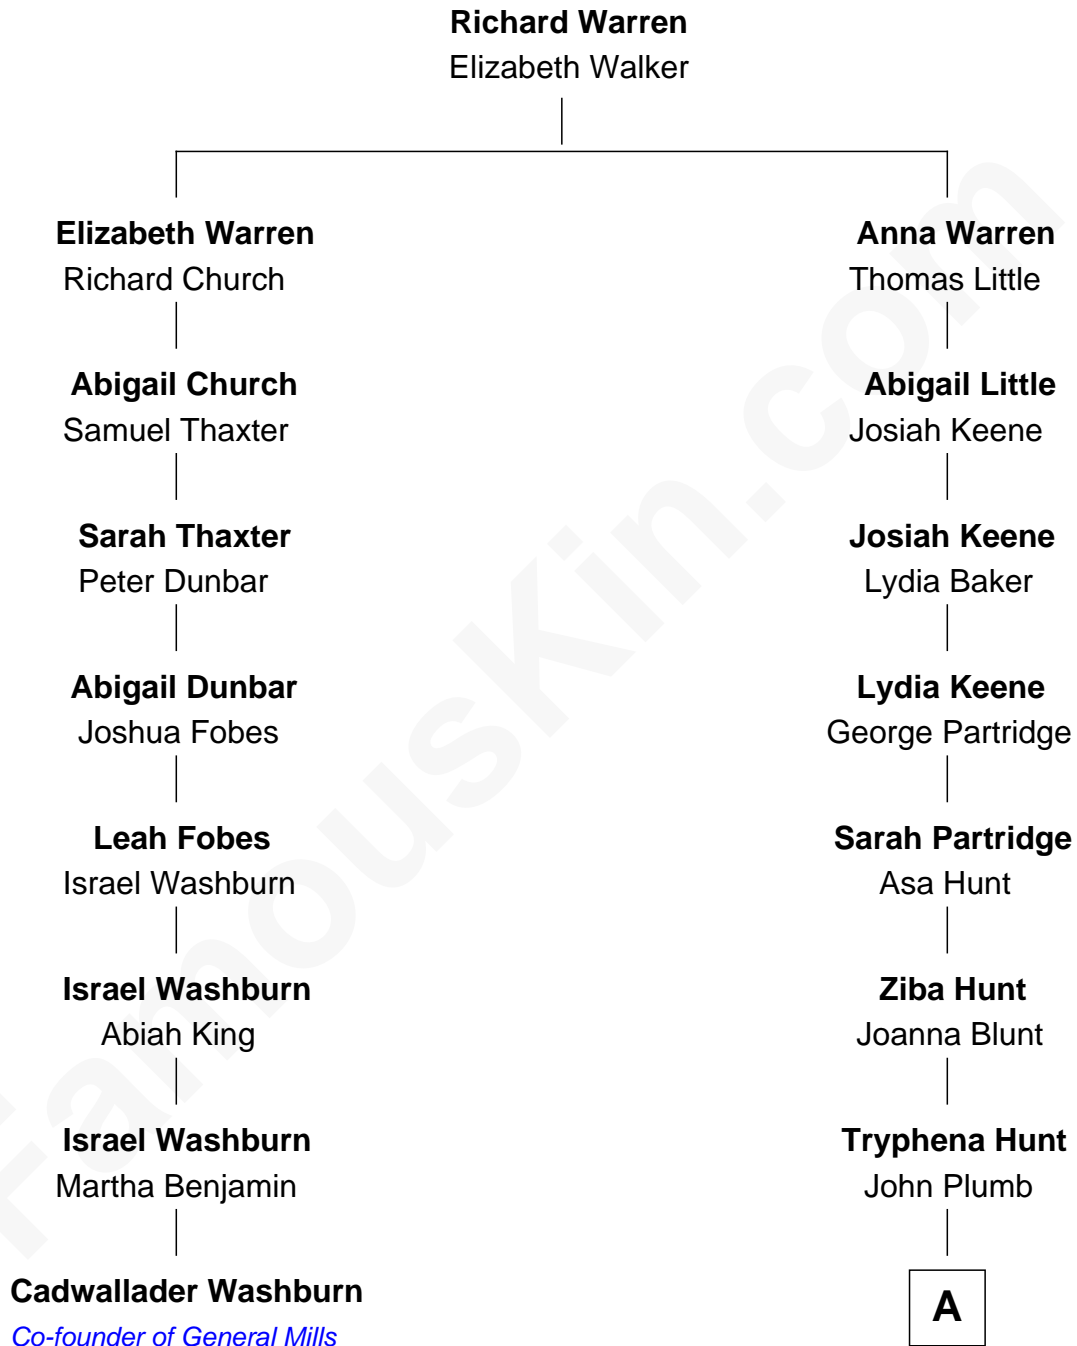 Richard Warren
Elizabeth Walker
Elizabeth Warren
Richard Church
Anna Warren
Thomas Little
Abigail Church
Samuel Thaxter
Abigail Little
Josiah Keene
Sarah Thaxter
Peter Dunbar
Josiah Keene
Lydia Baker
Abigail Dunbar
Joshua Fobes
Lydia Keene
George Partridge
Leah Fobes
Israel Washburn
Sarah Partridge
Asa Hunt
Israel Washburn
Abiah King
Ziba Hunt
Joanna Blunt
Israel Washburn
Martha Benjamin
Tryphena Hunt
John Plumb
Cadwallader Washburn
Co-founder of General Mills
A
FamousKin.com